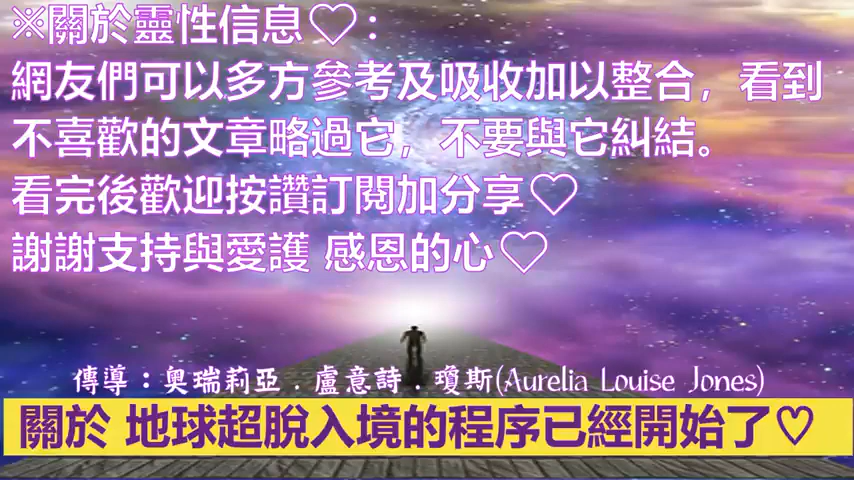 ※關於靈性信息♡：
網友們可以多方參考及吸收加以整合，看到
不喜歡的文章略過它，不要與它糾結。
看完後歡迎按讚訂閱加分享♡
謝謝支持與愛護 感恩的心♡
傳導：奧瑞莉亞．盧意詩．瓊斯(Aurelia Louise Jones)
關於 地球超脫入境的程序已經開始了♡